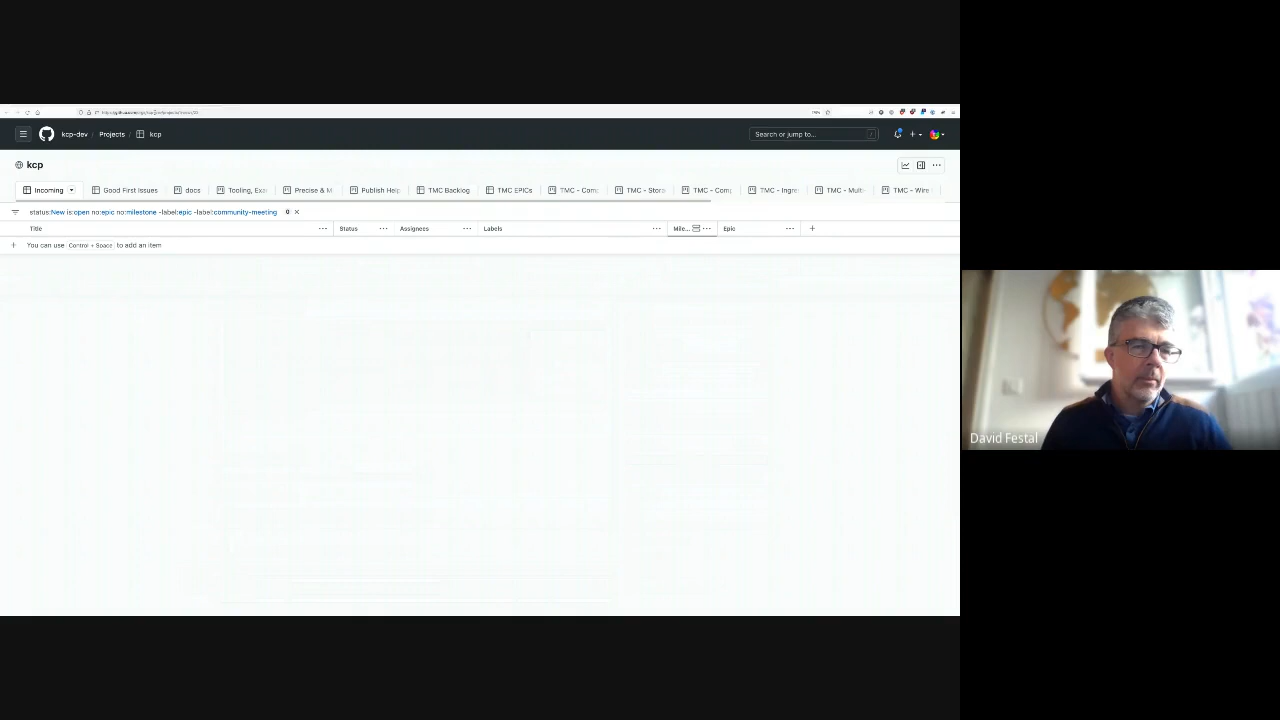 kcp-dev / Projects / kcp
Search or jump to... /
kcp
Incoming Good First Issues docs Tooling, Exa Precise & M Publish Help TMC Backlog TMC EPICs TMC - Com TMC - Stora TMC - Com TMC - Ingre TMC - Multi- TMC - Wire
status:New is:open no:epic no:milestone -label:epic -label:community-meeting 0
Title Status Assignees Labels Mile... Epic
You can use Control + Space to add an item
David Festal